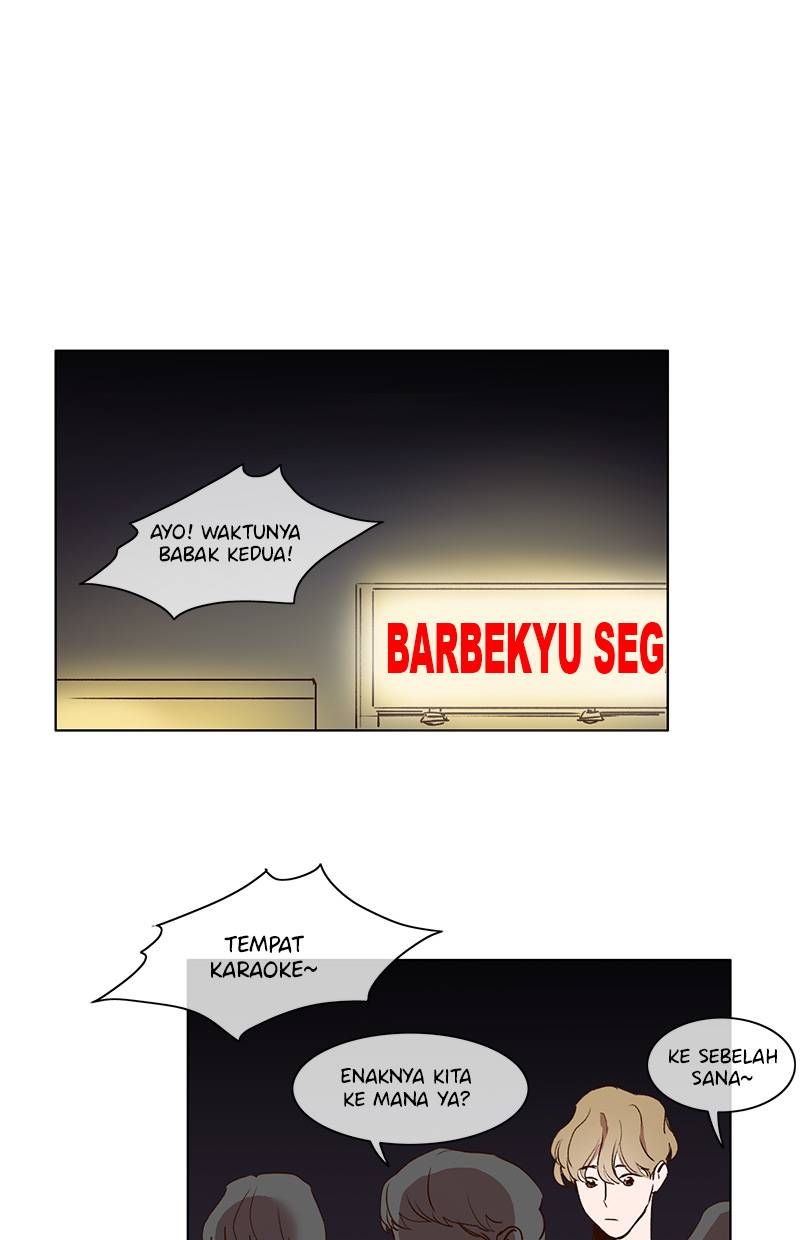 AYO! WAKTUNYA
BABAK KEDUA!
BARBEKYU SEG
TEMPAT
KARAOKE~
ENAKNYA KITA
KE MANA YA?
KE SEBELAH
SANA~